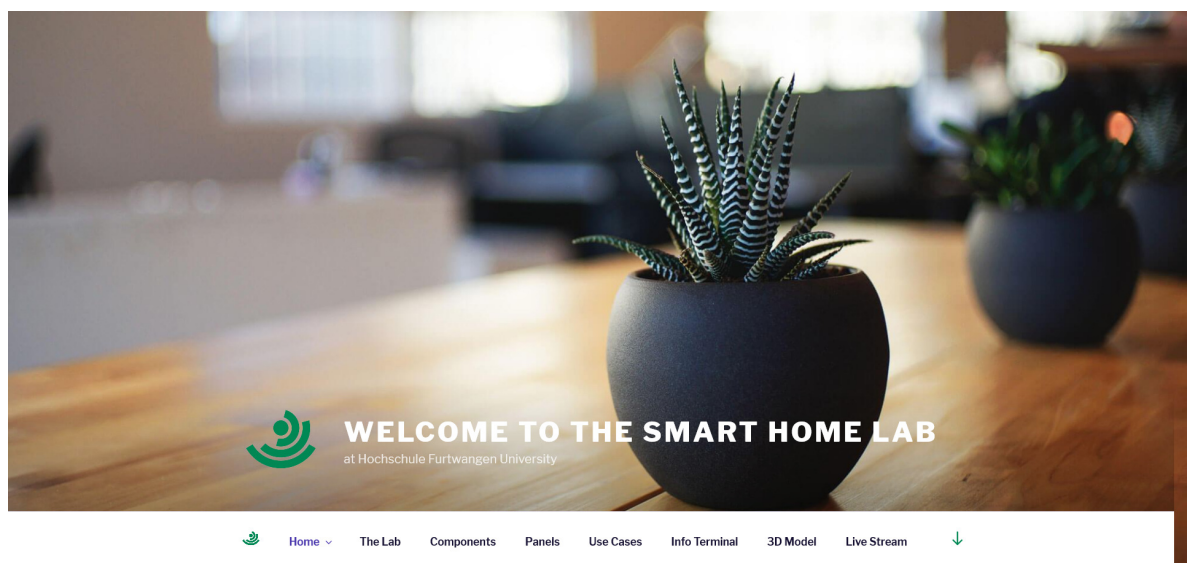 WELCOME TO THE SMART HOME LAB
at Hochschule Furtwangen University
Home The Lab Components Panels Use Cases Info Terminal 3D Model Live Stream